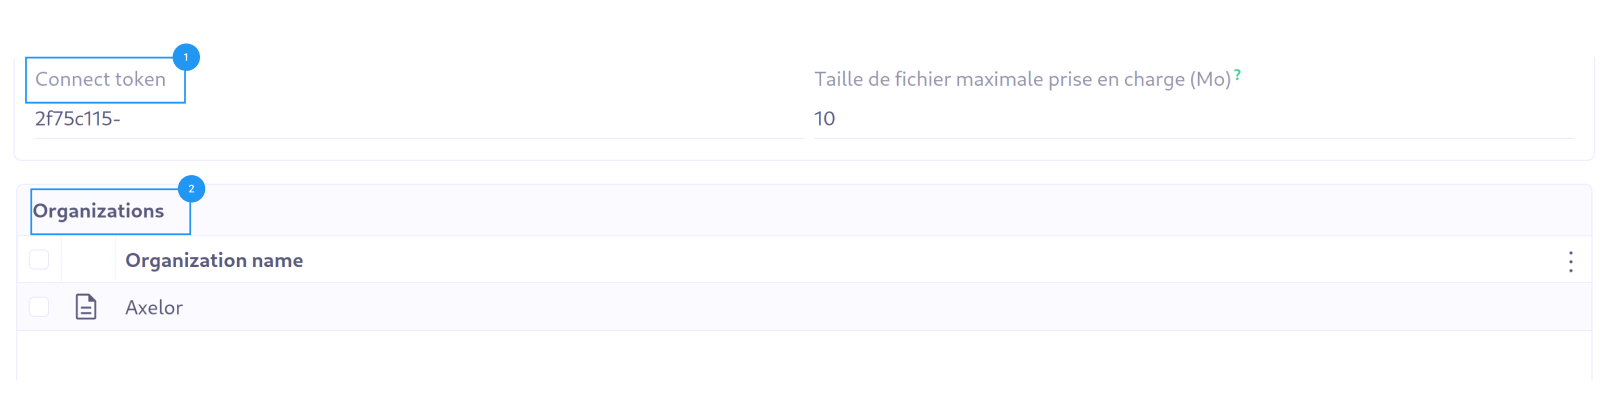 1
Connect token
Taille de fichier maximale prise en charge (Mo) ?
2f75c115-
10
2
Organizations
Organization name
Axelor